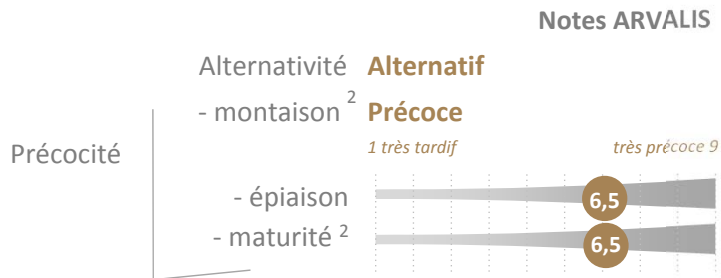 Notes ARVALIS
Alternativité Alternatif
- montaison ² Précoce
Précocité
1 très tardif très précoce 9
- épiaison 6,5
- maturité ² 6,5